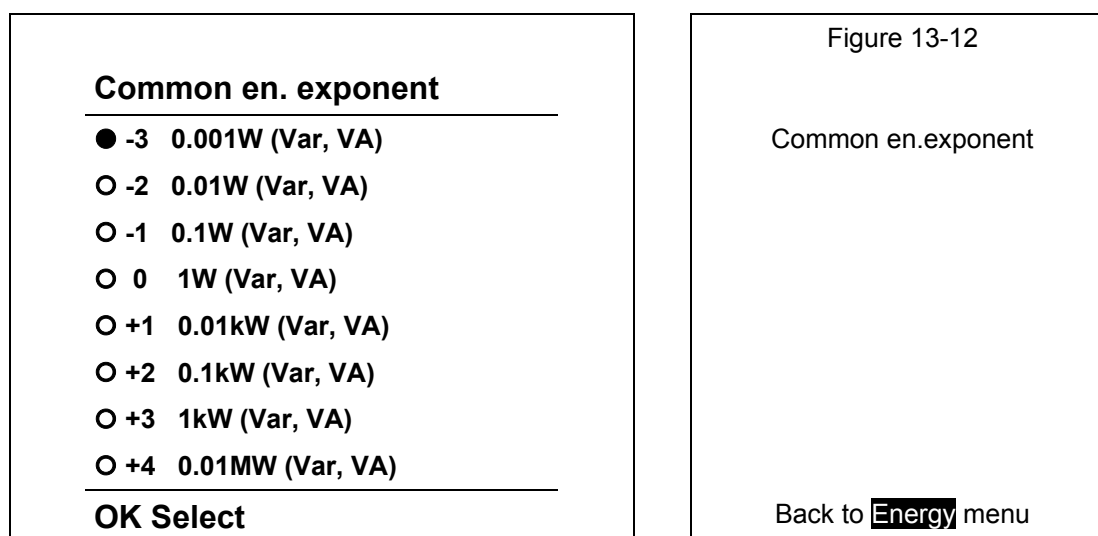 Common en. exponent
● -3 0.001W (Var, VA)
○ -2 0.01W (Var, VA)
○ -1 0.1W (Var, VA)
○ 0 1W (Var, VA)
○ +1 0.01kW (Var, VA)
○ +2 0.1kW (Var, VA)
○ +3 1kW (Var, VA)
○ +4 0.01MW (Var, VA)
OK Select
Figure 13-12
Common en.exponent
Back to Energy menu